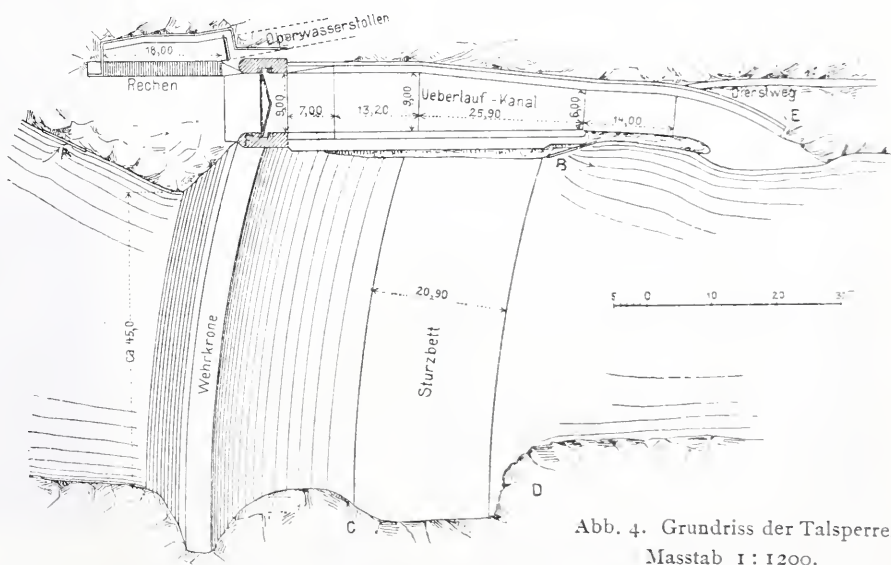 Oberwasserstollen
18,00
Rechen
9,00
7,00
13,20
9,00
Ueberlauf-Kanal
25,90
6,00
14,00
Dienstweg
E
A
B
ca 45,0
Wehrkrone
20,90
Sturzbett
5 0 10 20
C
D
Abb. 4. Grundriss der Talsperre
Masstab 1 : 1200.